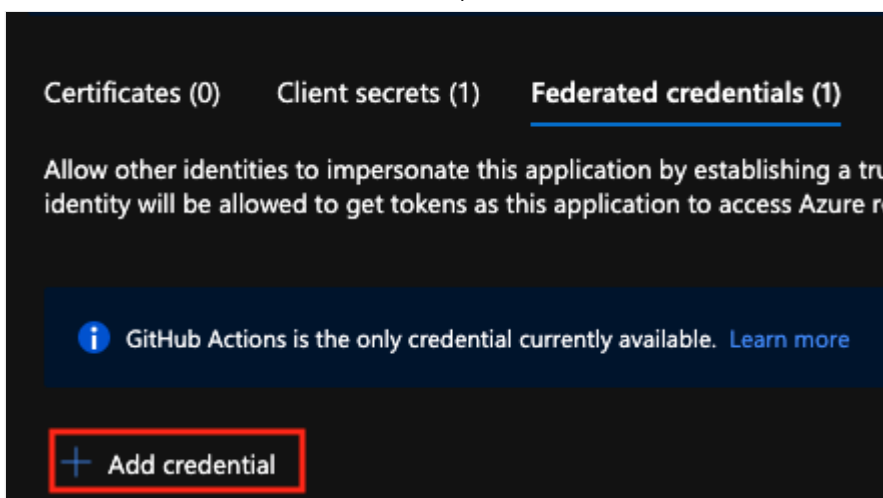 Certificates (0) Client secrets (1) Federated credentials (1)
Allow other identities to impersonate this application by establishing a tru
identity will be allowed to get tokens as this application to access Azure r
GitHub Actions is the only credential currently available. Learn more
Add credential